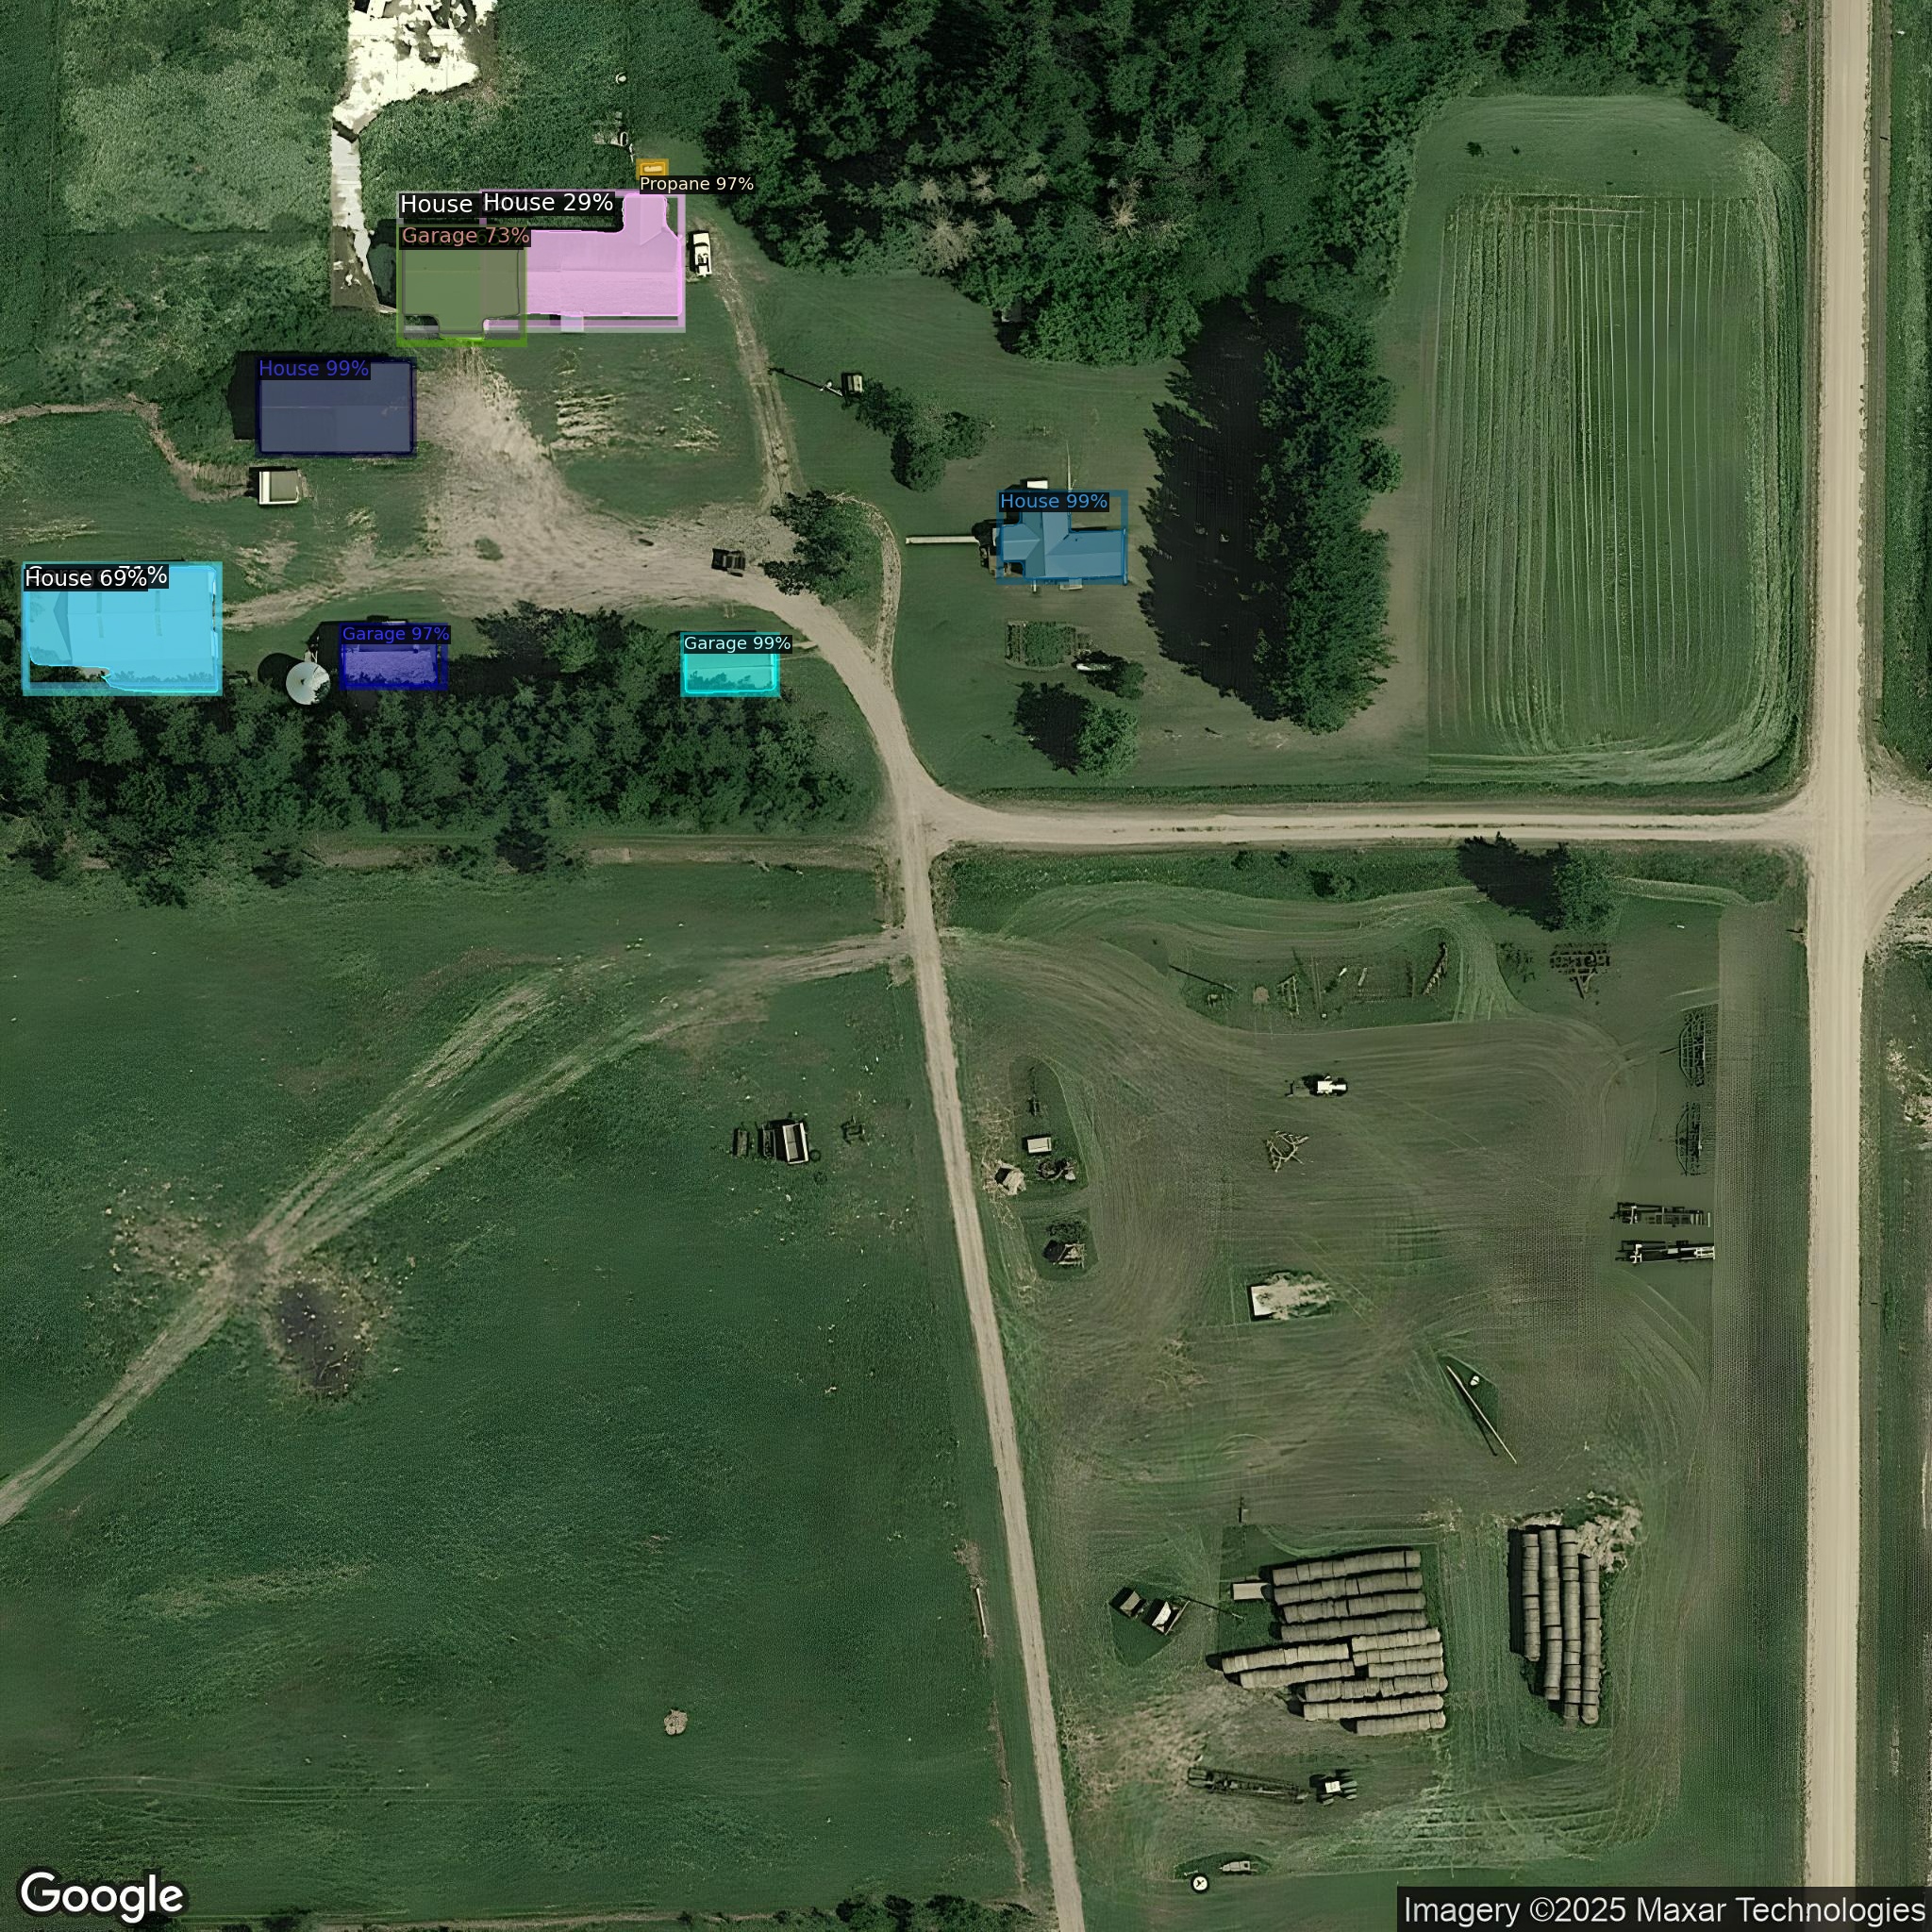 Propane 97%
House
House 29%
Garage 73%
House 99%
House 99%
House 69%
Garage 97%
Garage 99%
Google
Imagery ©2025 Maxar Technologies